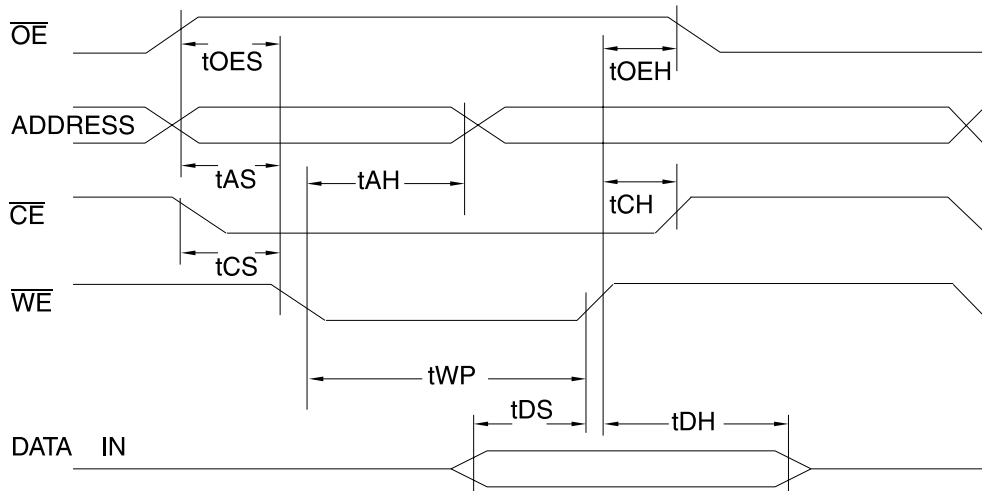 OE
tOES
tOEH
ADDRESS
tAS
tAH
tCH
CE
tCS
WE
tWP
tDS
tDH
DATA IN